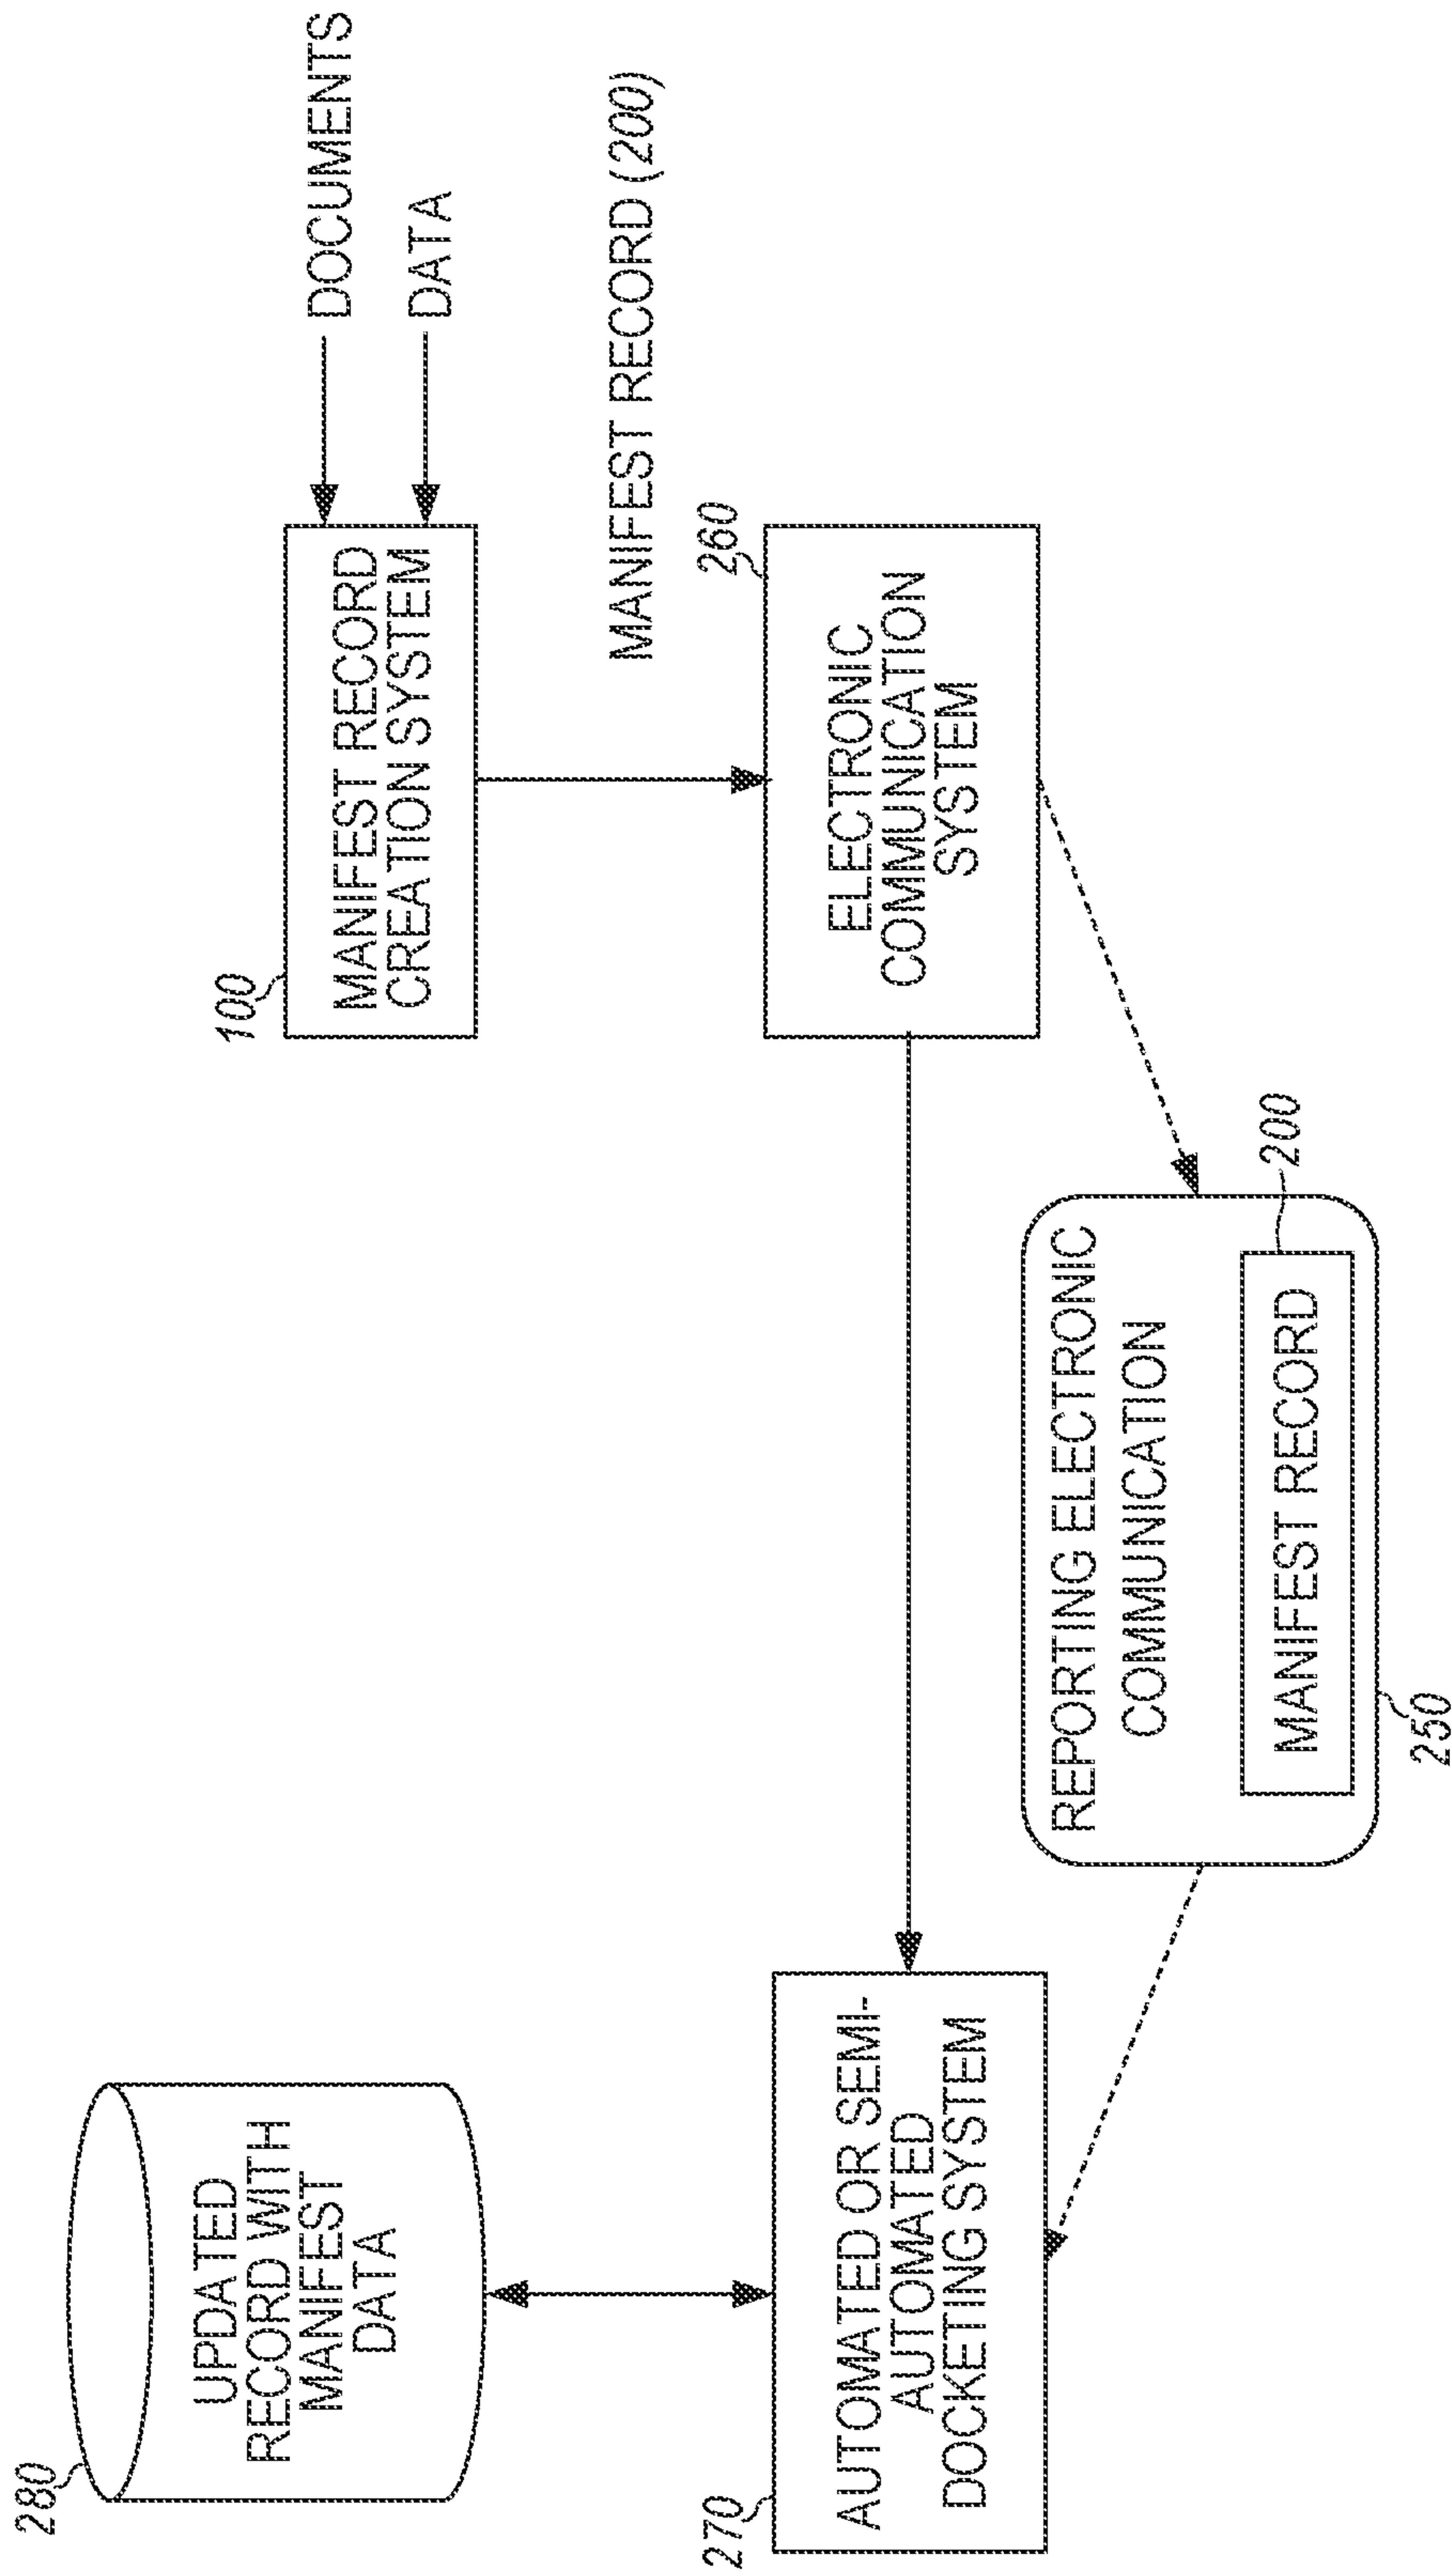 280
UPDATED
RECORD WITH
MANIFEST
DATA
270
AUTOMATED OR SEMI-
AUTOMATED
DOCKETING SYSTEM
100
MANIFEST RECORD
CREATION SYSTEM
DOCUMENTS
DATA
MANIFEST RECORD (200)
260
ELECTRONIC
COMMUNICATION
SYSTEM
REPORTING ELECTRONIC
COMMUNICATION
MANIFEST RECORD
200
250